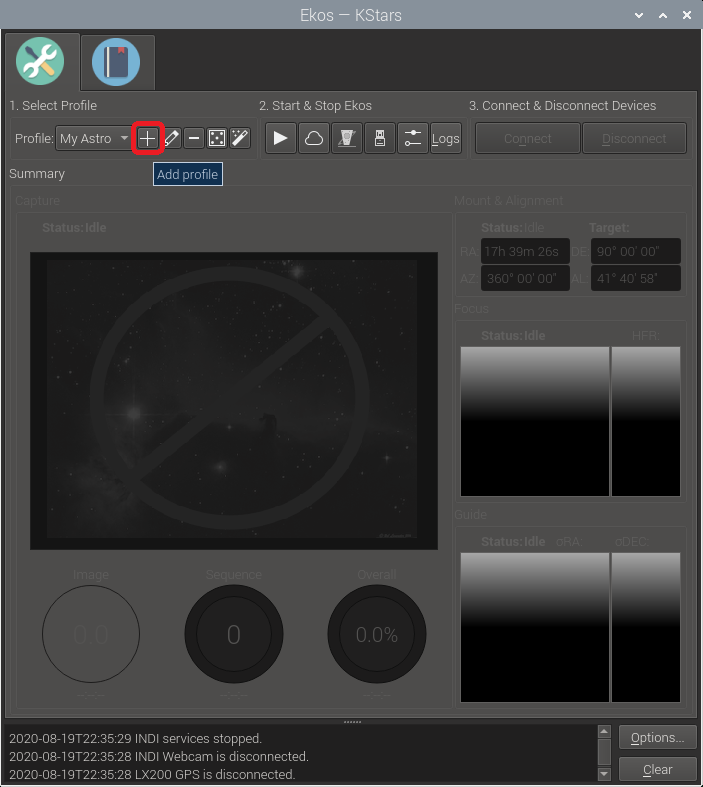 Ekos — KStars
1. Select Profile
2. Start & Stop Ekos
3. Connect & Disconnect Devices
Profile: My Astro
Logs
Connect
Disconnect
Summary
Add profile
Capture
Status: Idle
Mount & Alignment
Status: Idle
Target:
RA: 17h 39m 26s DE: 90° 00' 00"
AZ: 360° 00' 00" AL: 41° 40' 58"
Focus
Status: Idle
HFR
Guide
Status: Idle
σRA:
σDEC:
Image
Sequence
Overall
0.0
0
0.0%
--:--:--
--:--:--
--:--:--
2020-08-19T22:35:29 INDI services stopped.
2020-08-19T22:35:28 INDI Webcam is disconnected.
2020-08-19T22:35:28 LX200 GPS is disconnected.
Options...
Clear